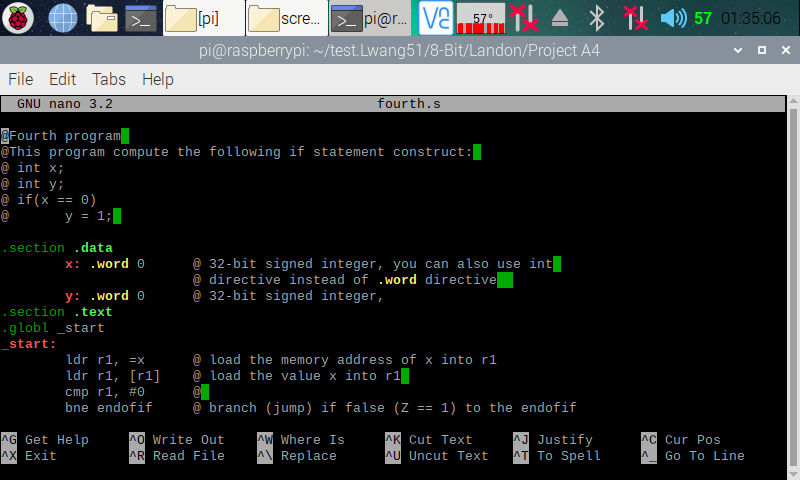 [pi] scre... pi@r... 57° 57 01:35:06
pi@raspberrypi: ~/test.Lwang51/8-Bit/Landon/Project A4
File Edit Tabs Help
GNU nano 3.2 fourth.s
@Fourth program
@This program compute the following if statement construct:
@ int x;
@ int y;
@ if(x == 0)
@ y = 1;
.section .data
x: .word 0 @ 32-bit signed integer, you can also use int
@ directive instead of .word directive
y: .word 0 @ 32-bit signed integer,
.section .text
.globl _start
_start:
ldr r1, =x @ load the memory address of x into r1
ldr r1, [r1] @ load the value x into r1
cmp r1, #0 @
bne endofif @ branch (jump) if false (Z == 1) to the endofif
^G Get Help ^O Write Out ^W Where Is ^K Cut Text ^J Justify ^C Cur Pos
^X Exit ^R Read File ^\ Replace ^U Uncut Text ^T To Spell ^_ Go To Line